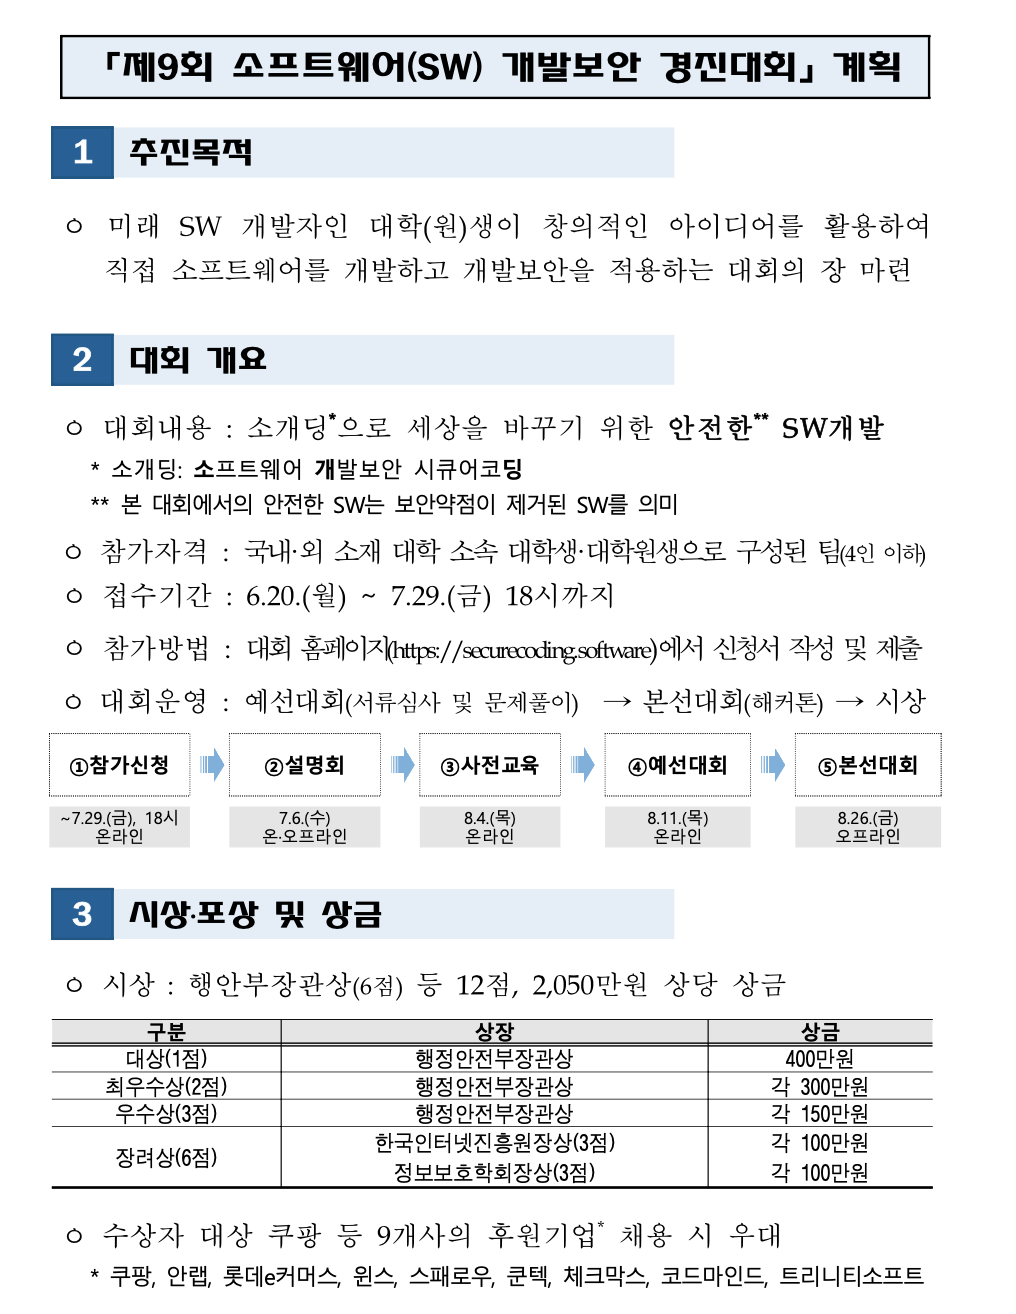 「제9회 소프트웨어(SW) 개발보안 경진대회」 계획
1 추진목적
ㅇ 미래 SW 개발자인 대학(원)생이 창의적인 아이디어를 활용하여
직접 소프트웨어를 개발하고 개발보안을 적용하는 대회의 장 마련
2 대회 개요
ㅇ 대회내용 : 소개딩*으로 세상을 바꾸기 위한 안전한** SW개발
* 소개딩: 소프트웨어 개발보안 시큐어코딩
** 본 대회에서의 안전한 SW는 보안약점이 제거된 SW를 의미
ㅇ 참가자격 : 국내·외 소재 대학 소속 대학생·대학원생으로 구성된 팀(4인 이하)
ㅇ 접수기간 : 6.20.(월) ~ 7.29.(금) 18시까지
ㅇ 참가방법 : 대회 홈페이지(https://securecoding.software)에서 신청서 작성 및 제출
ㅇ 대회운영 : 예선대회(서류심사 및 문제풀이) → 본선대회(해커톤) → 시상
①참가신청 ②설명회 ③사전교육 ④예선대회 ⑤본선대회
~7.29.(금), 18시 7.6.(수) 8.4.(목) 8.11.(목) 8.26.(금)
온라인 온·오프라인 온라인 온라인 오프라인
3 시상·포상 및 상금
ㅇ 시상 : 행안부장관상(6점) 등 12점, 2,050만원 상당 상금
구분 상장 상금
대상(1점) 행정안전부장관상 400만원
최우수상(2점) 행정안전부장관상 각 300만원
우수상(3점) 행정안전부장관상 각 150만원
장려상(6점) 한국인터넷진흥원장상(3점) 각 100만원
정보보호학회장상(3점) 각 100만원
ㅇ 수상자 대상 쿠팡 등 9개사의 후원기업* 채용 시 우대
* 쿠팡, 안랩, 롯데e커머스, 윈스, 스패로우, 쿤텍, 체크막스, 코드마인드, 트리니티소프트